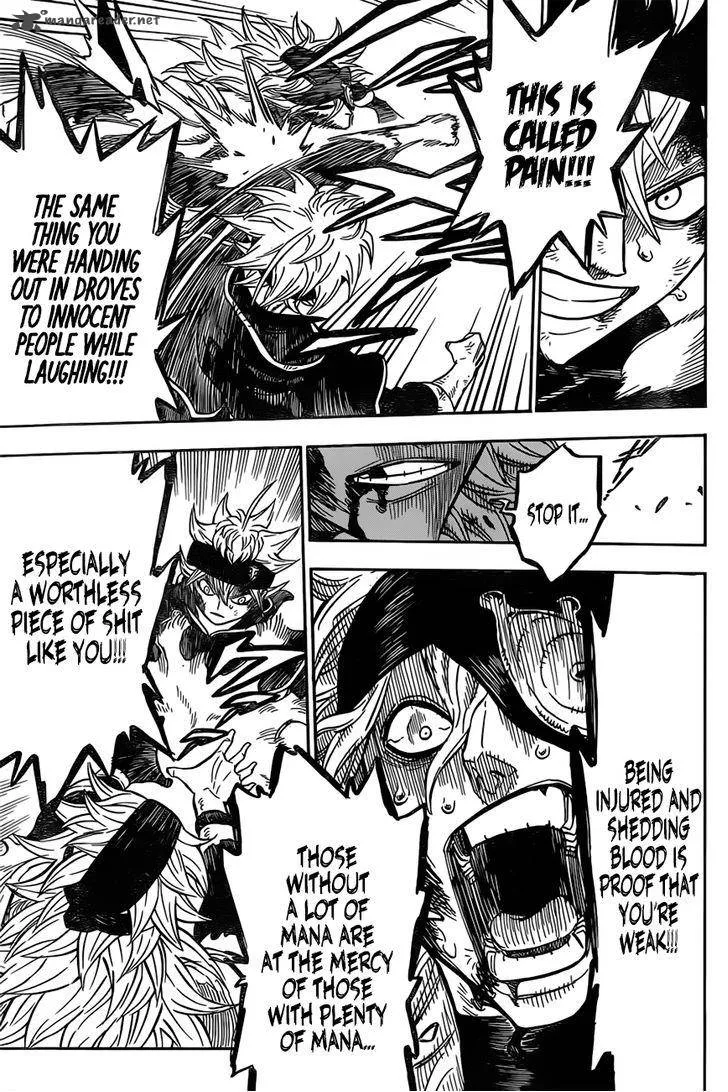 mangareader.net
THIS IS
CALLED
PAIN!!!
THE SAME
THING YOU
WERE HANDING
OUT IN DROVES
TO INNOCENT
PEOPLE WHILE
LAUGHING!!!
STOP IT...
BEING
INJURED AND
SHEDDING
BLOOD IS
PROOF THAT
YOU'RE
WEAK!!!
THOSE
WITHOUT
A LOT OF
MANA ARE
AT THE MERCY
OF THOSE
WITH PLENTY
OF MANA...
ESPECIALLY
A WORTHLESS
PIECE OF SHIT
LIKE YOU!!!